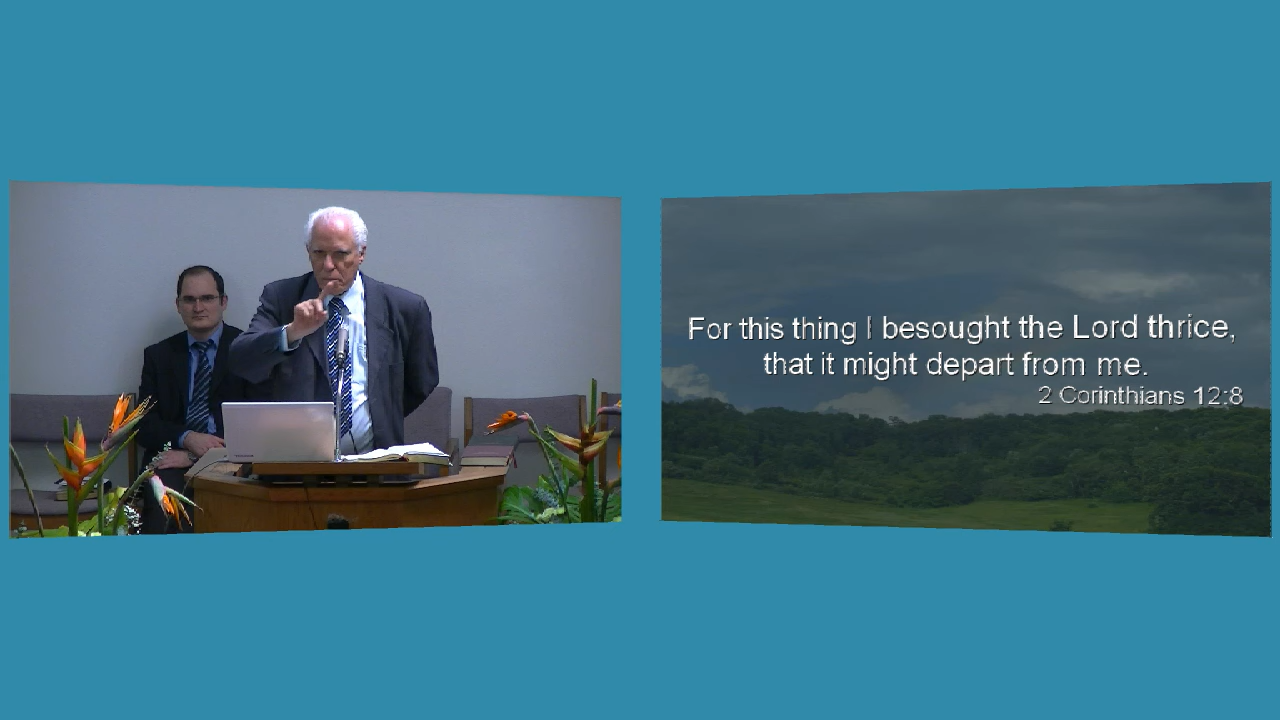 For this thing I besought the Lord thrice,
that it might depart from me.
2 Corinthians 12:8